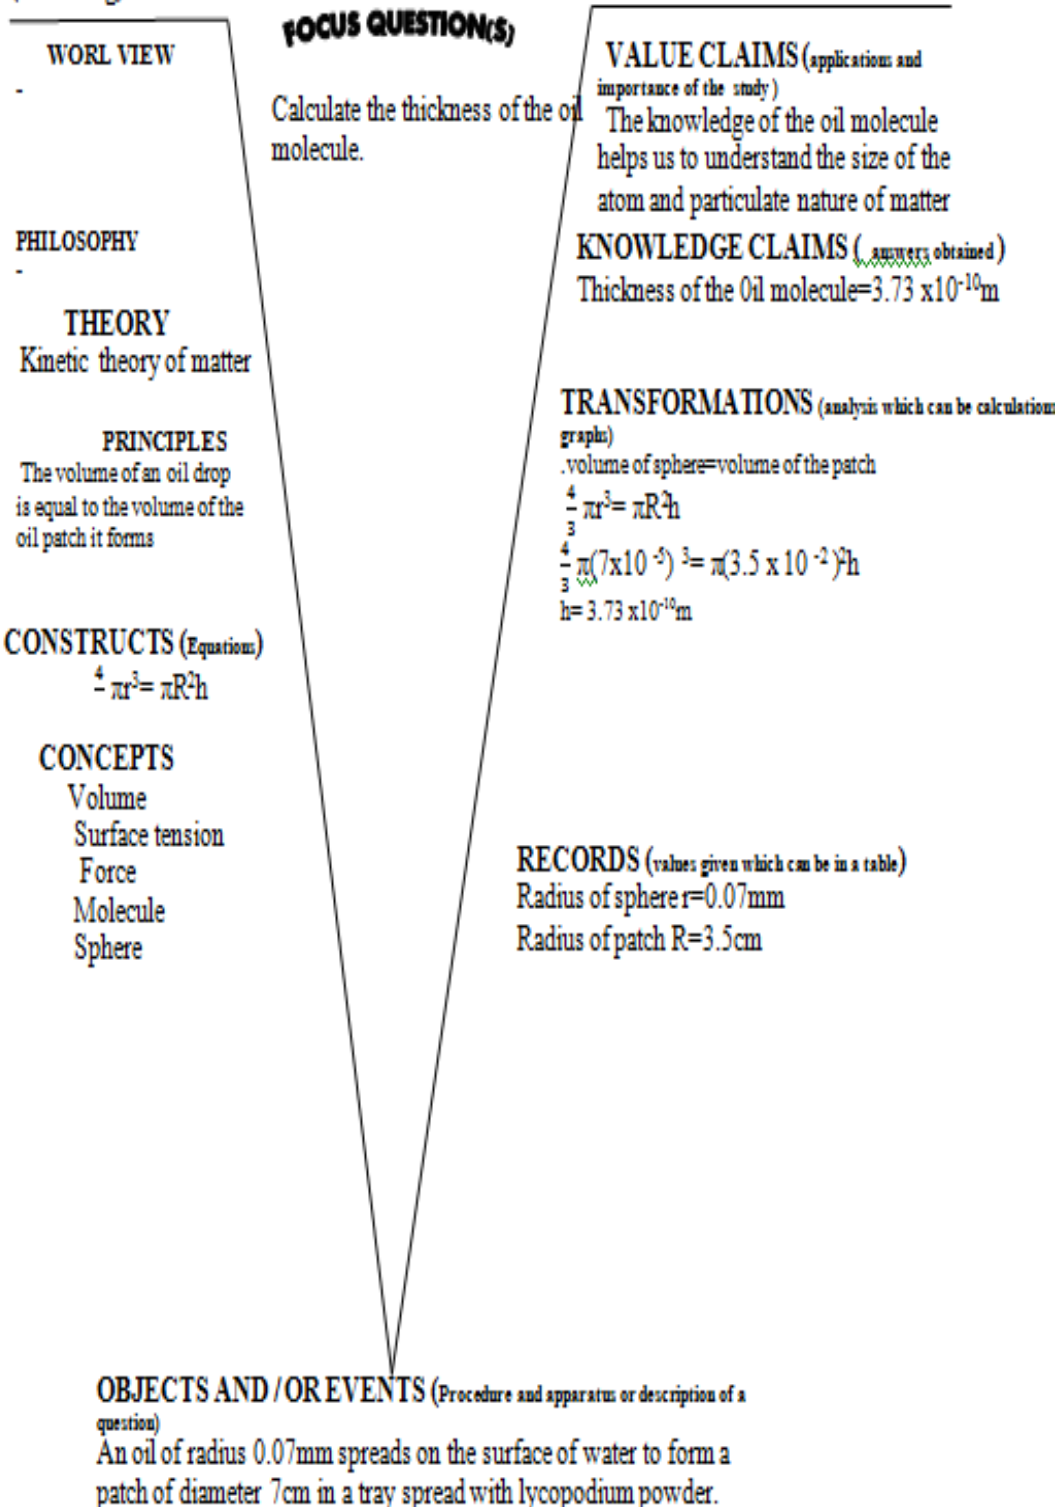 FOCUS QUESTION(S)
Calculate the thickness of the oil
molecule.
WORL VIEW
-
PHILOSOPHY
-
THEORY
Kinetic theory of matter
PRINCIPLES
The volume of an oil drop
is equal to the volume of the
oil patch it forms
CONSTRUCTS (Equations)
4
– πr³= πR²h
CONCEPTS
Volume
Surface tension
Force
Molecule
Sphere
VALUE CLAIMS (applications and
importance of the study )
The knowledge of the oil molecule
helps us to understand the size of the
atom and particulate nature of matter
KNOWLEDGE CLAIMS ( answers obtained )
Thickness of the 0il molecule=3.73 x10⁻¹⁰m
TRANSFORMATIONS (analysis which can be calculations
graphs)
.volume of sphere=volume of the patch
4/3 πr³= πR²h
4/3 π(7x10 ⁻⁵) ³= π(3.5 x 10 ⁻²)²h
h= 3.73 x10⁻¹⁰m
RECORDS (values given which can be in a table)
Radius of sphere r=0.07mm
Radius of patch R=3.5cm
OBJECTS AND / OR EVENTS (Procedure and apparatus or description of a
question)
An oil of radius 0.07mm spreads on the surface of water to form a
patch of diameter 7cm in a tray spread with lycopodium powder.